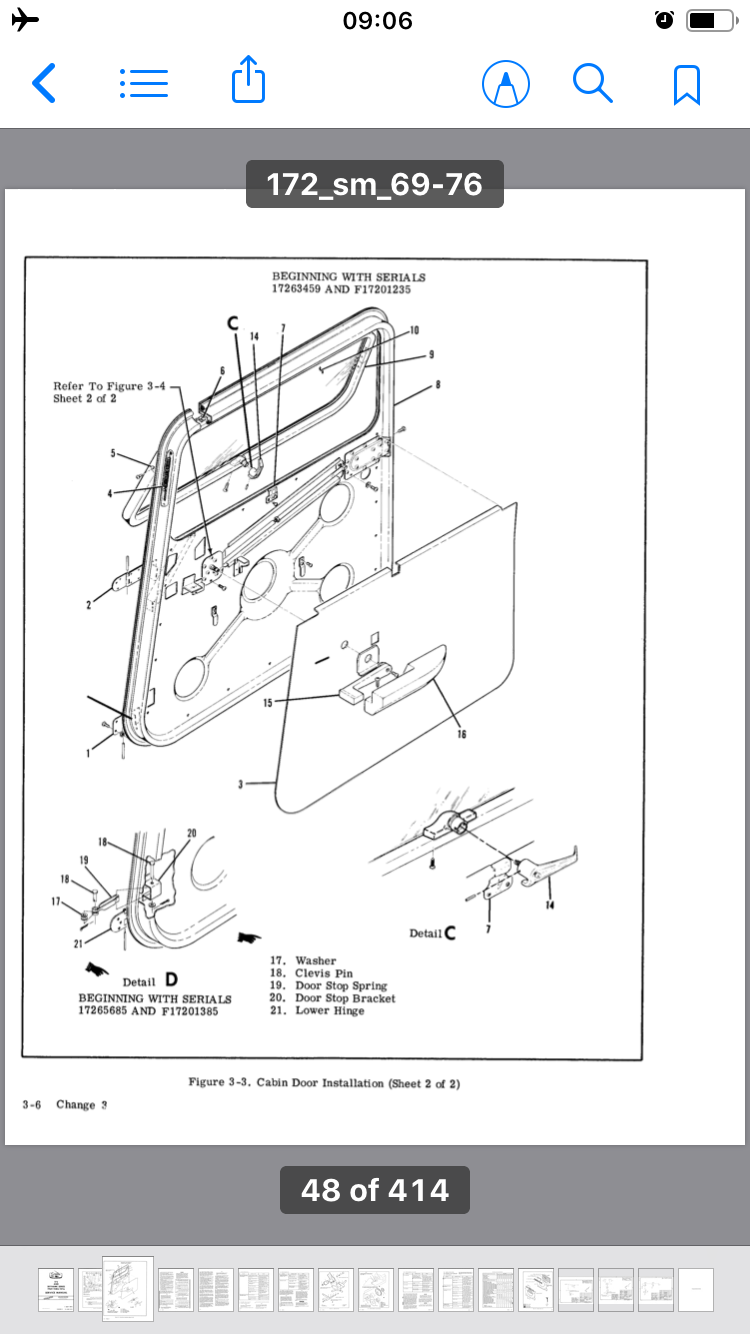 09:06
172_sm_69-76
BEGINNING WITH SERIALS
17263459 AND F17201235
C
14
7
10
9
8
6
Refer To Figure 3-4
Sheet 2 of 2
5
4
2
1
15
16
3
18
20
19
18
17
21
Detail D
BEGINNING WITH SERIALS
17265685 AND F17201385
14
7
Detail C
17. Washer
18. Clevis Pin
19. Door Stop Spring
20. Door Stop Bracket
21. Lower Hinge
Figure 3-3. Cabin Door Installation (Sheet 2 of 2)
3-6 Change 3
48 of 414